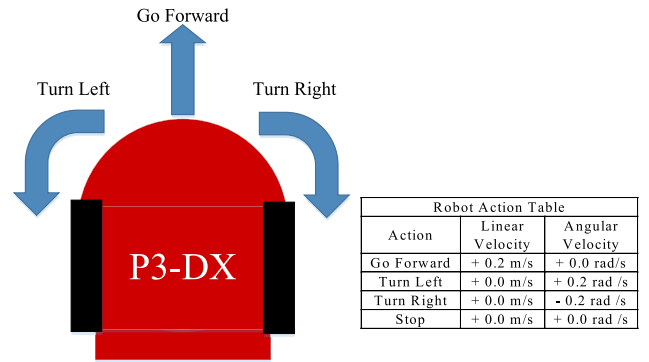 Go Forward
Turn Left
Turn Right
P3-DX
Robot Action Table
Action Linear Velocity Angular Velocity
Go Forward + 0.2 m/s + 0.0 rad/s
Turn Left + 0.0 m/s + 0.2 rad /s
Turn Right + 0.0 m/s - 0.2 rad /s
Stop + 0.0 m/s + 0.0 rad /s